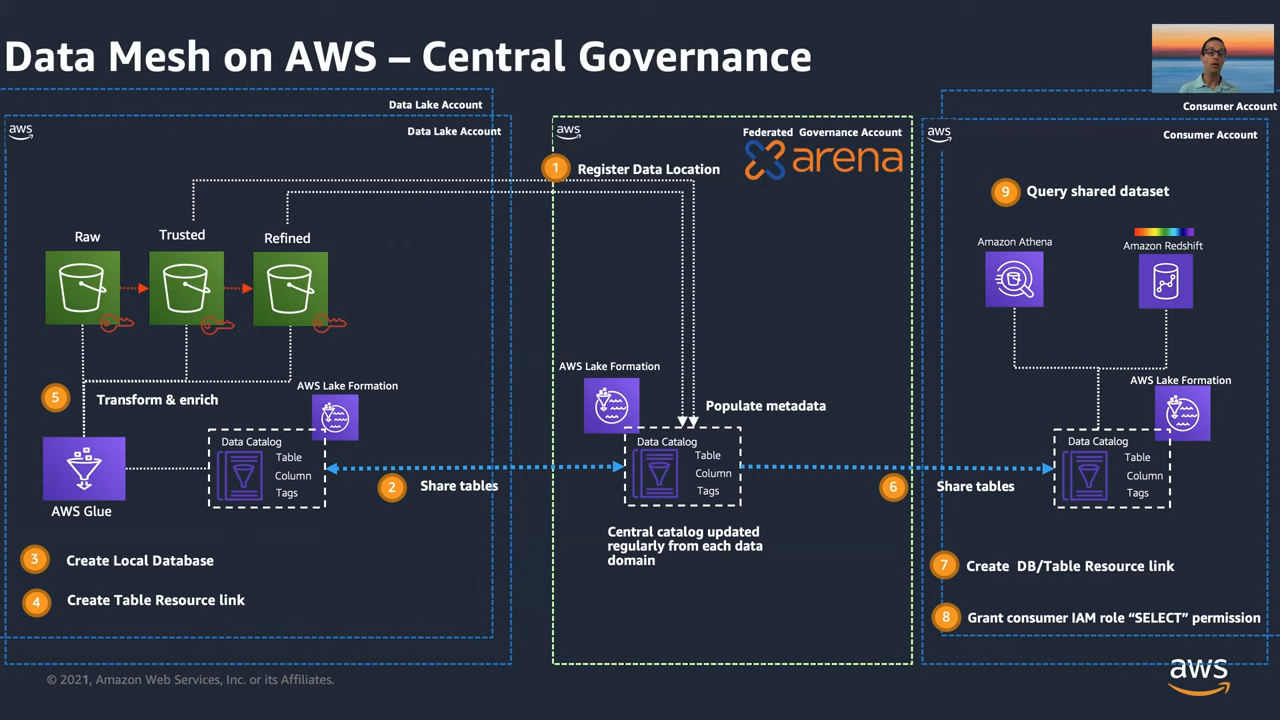 Data Mesh on AWS – Central Governance
Data Lake Account
aws
Data Lake Account
Raw
Trusted
Refined
5
Transform & enrich
AWS Lake Formation
AWS Glue
Data Catalog
Table
Column
Tags
2
Share tables
3
Create Local Database
4
Create Table Resource link
aws
Federated Governance Account
arena
1
Register Data Location
AWS Lake Formation
Populate metadata
Data Catalog
Table
Column
Tags
Central catalog updated
regularly from each data
domain
6
Share tables
Consumer Account
aws
Consumer Account
9
Query shared dataset
Amazon Athena
Amazon Redshift
AWS Lake Formation
Data Catalog
Table
Column
Tags
7
Create DB/Table Resource link
8
Grant consumer IAM role “SELECT” permission
© 2021, Amazon Web Services, Inc. or its Affiliates.
aws